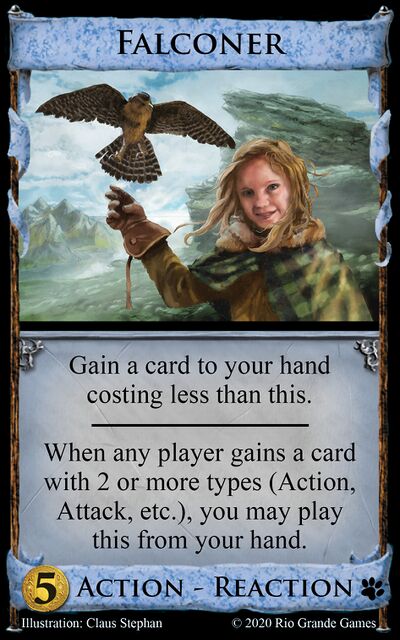 FALCONER
Gain a card to your hand
costing less than this.
When any player gains a card
with 2 or more types (Action,
Attack, etc.), you may play
this from your hand.
5 ACTION - REACTION
Illustration: Claus Stephan © 2020 Rio Grande Games